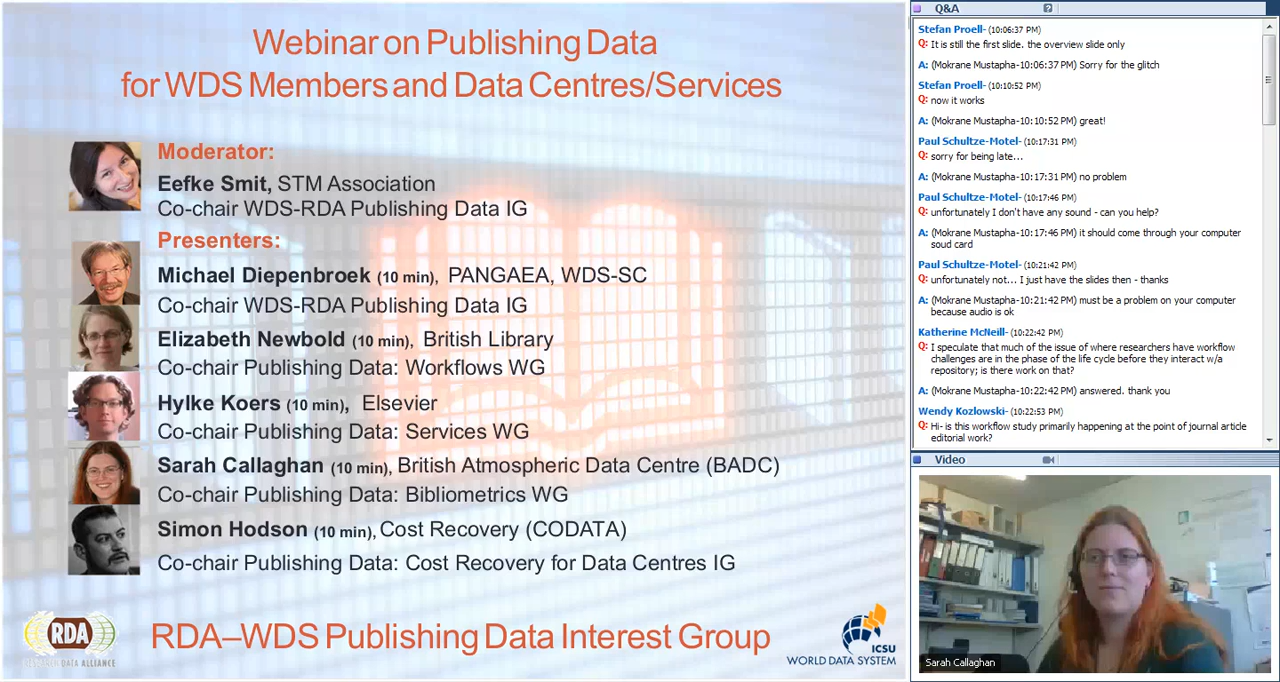 Webinar on Publishing Data
for WDS Members and Data Centres/Services
Moderator:
Eefke Smit, STM Association
Co-chair WDS-RDA Publishing Data IG
Presenters:
Michael Diepenbroek (10 min), PANGAEA, WDS-SC
Co-chair WDS-RDA Publishing Data IG
Elizabeth Newbold (10 min), British Library
Co-chair Publishing Data: Workflows WG
Hylke Koers (10 min), Elsevier
Co-chair Publishing Data: Services WG
Sarah Callaghan (10 min), British Atmospheric Data Centre (BADC)
Co-chair Publishing Data: Bibliometrics WG
Simon Hodson (10 min), Cost Recovery (CODATA)
Co-chair Publishing Data: Cost Recovery for Data Centres IG
RDA
RESEARCH DATA ALLIANCE
RDA–WDS Publishing Data Interest Group
ICSU
WORLD DATA SYSTEM
Q&A
?
Stefan Proell- (10:06:37 PM)
Q: It is still the first slide. the overview slide only
A: (Mokrane Mustapha-10:06:37 PM) Sorry for the glitch
Stefan Proell- (10:10:52 PM)
Q: now it works
A: (Mokrane Mustapha-10:10:52 PM) great!
Paul Schultze-Motel- (10:17:31 PM)
Q: sorry for being late...
A: (Mokrane Mustapha-10:17:31 PM) no problem
Paul Schultze-Motel- (10:17:46 PM)
Q: unfortunately I don't have any sound - can you help?
A: (Mokrane Mustapha-10:17:46 PM) it should come through your computer
soud card
Paul Schultze-Motel- (10:21:42 PM)
Q: unfortunately not... I just have the slides then - thanks
A: (Mokrane Mustapha-10:21:42 PM) must be a problem on your computer
because audio is ok
Katherine McNeill- (10:22:42 PM)
Q: I speculate that much of the issue of where researchers have workflow
challenges are in the phase of the life cycle before they interact w/a
repository; is there work on that?
A: (Mokrane Mustapha-10:22:42 PM) answered. thank you
Wendy Kozlowski- (10:22:53 PM)
Q: Hi- is this workflow study primarily happening at the point of journal article
editorial work?
Video
Sarah Callaghan